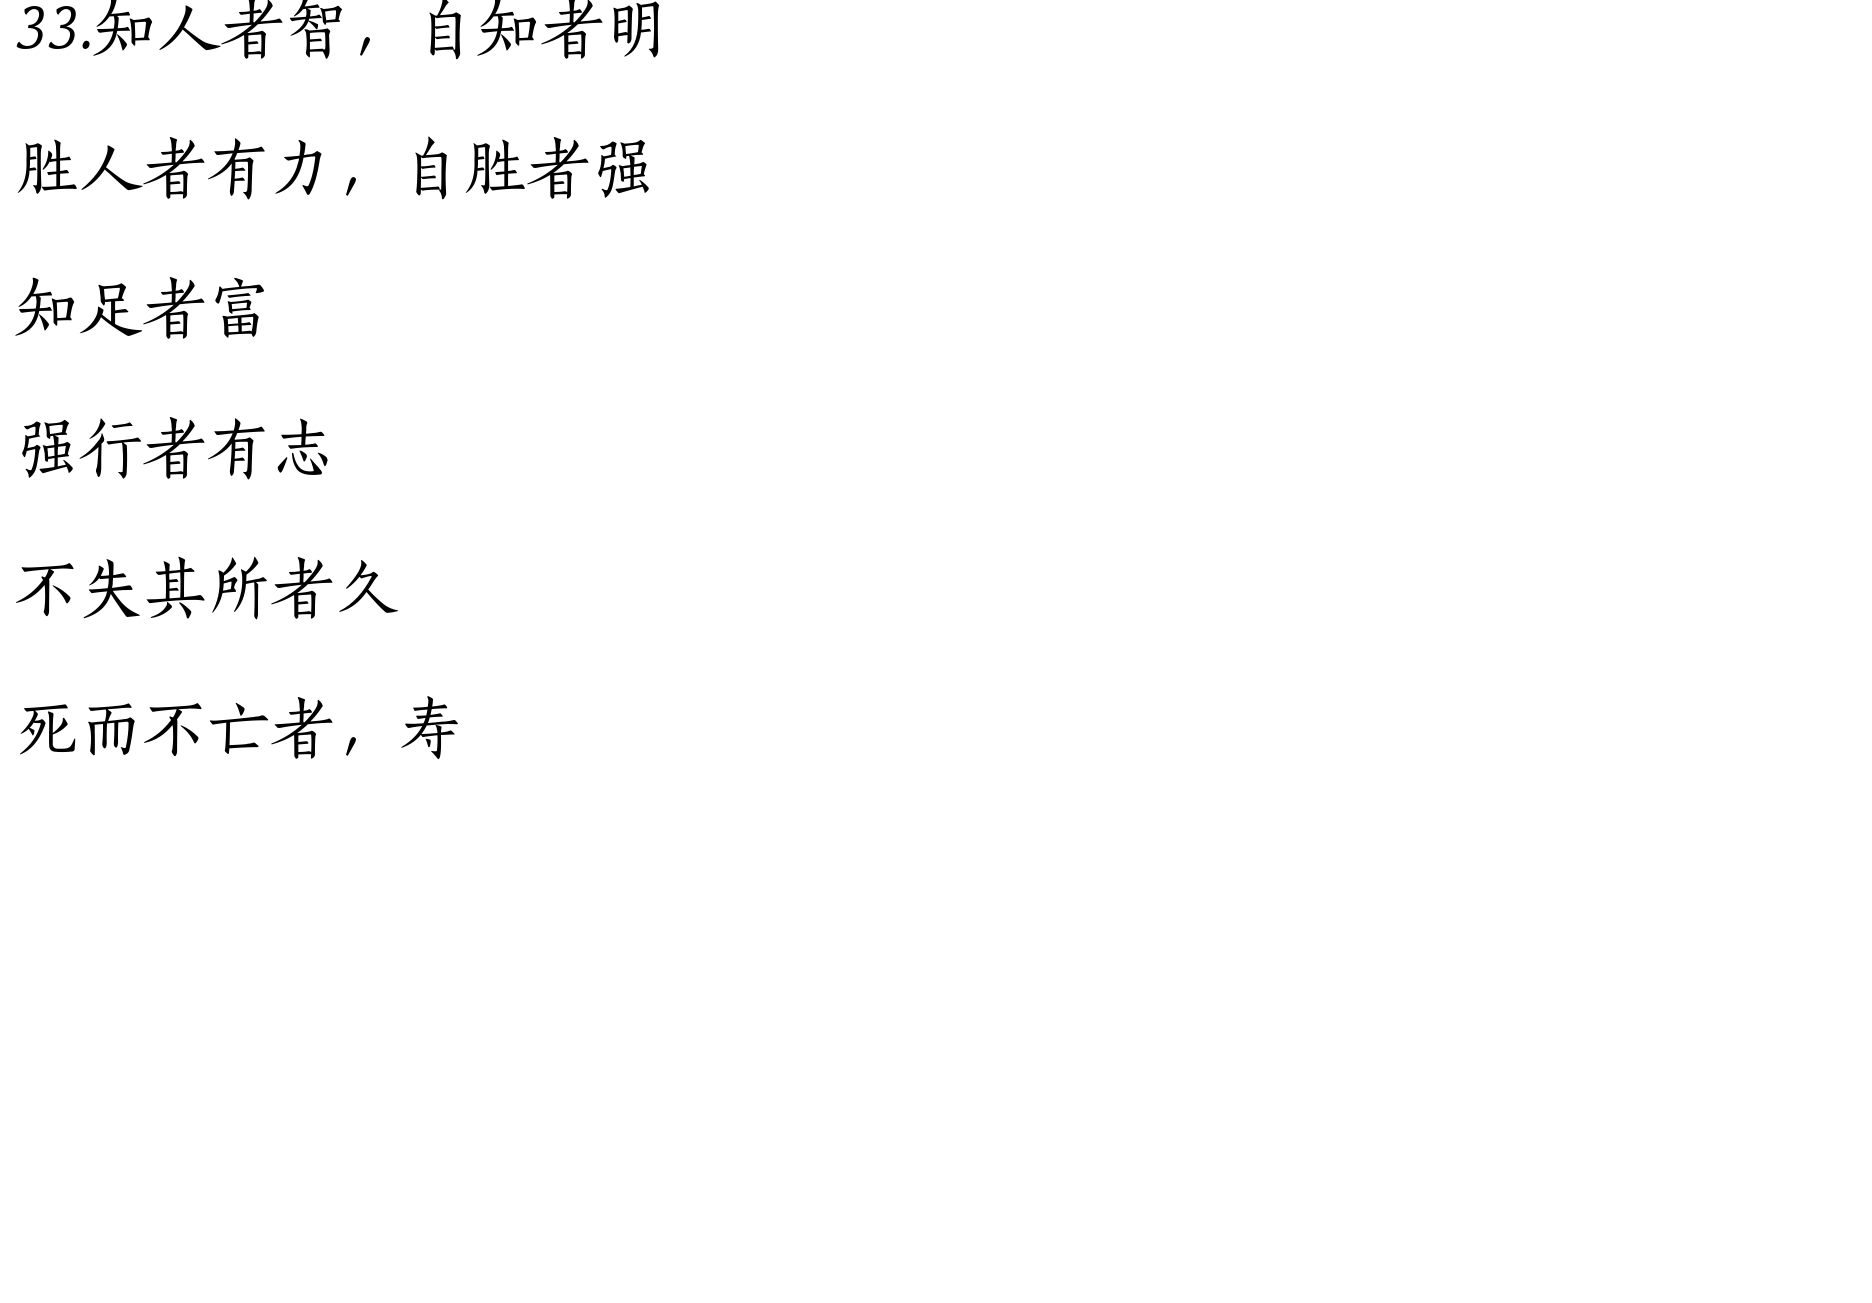 33.知人者智，自知者明
胜人者有力，自胜者强
知足者富
强行者有志
不失其所者久
死而不亡者，寿